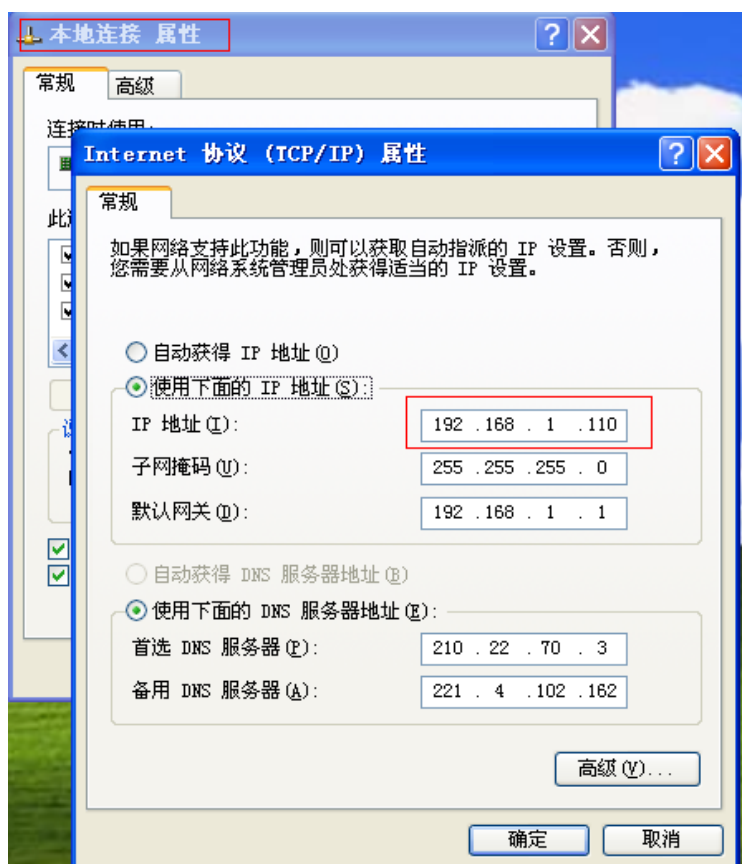 本地连接 属性
常规
高级
连接时使用:
Internet 协议 (TCP/IP) 属性
常规
如果网络支持此功能，则可以获取自动指派的 IP 设置。否则，
您需要从网络系统管理员处获得适当的 IP 设置。
自动获得 IP 地址(O)
使用下面的 IP 地址(S):
IP 地址(I): 192 .168 . 1 .110
子网掩码(U): 255 .255 .255 . 0
默认网关(D): 192 .168 . 1 . 1
自动获得 DNS 服务器地址(B)
使用下面的 DNS 服务器地址(E):
首选 DNS 服务器(P): 210 . 22 . 70 . 3
备用 DNS 服务器(A): 221 . 4 .102 .162
高级(V)...
确定
取消